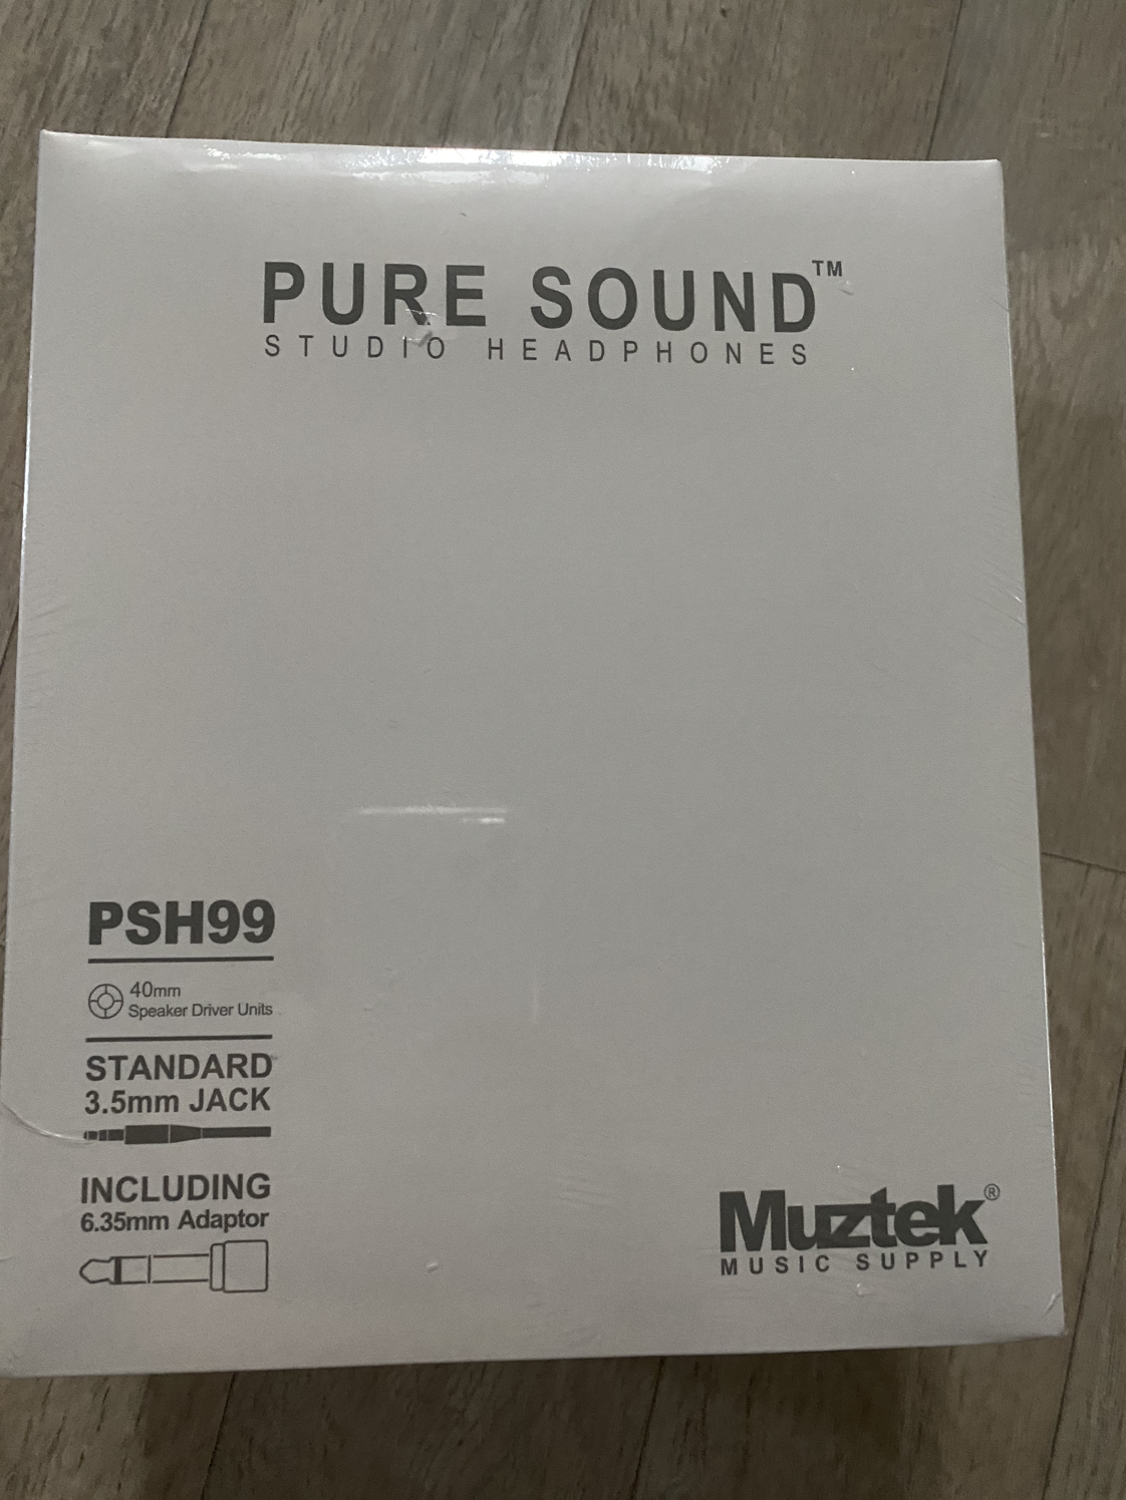 PURE SOUND™
STUDIO HEADPHONES
PSH99
40mm
Speaker Driver Units
STANDARD
3.5mm JACK
INCLUDING
6.35mm Adaptor
Muztek®
MUSIC SUPPLY